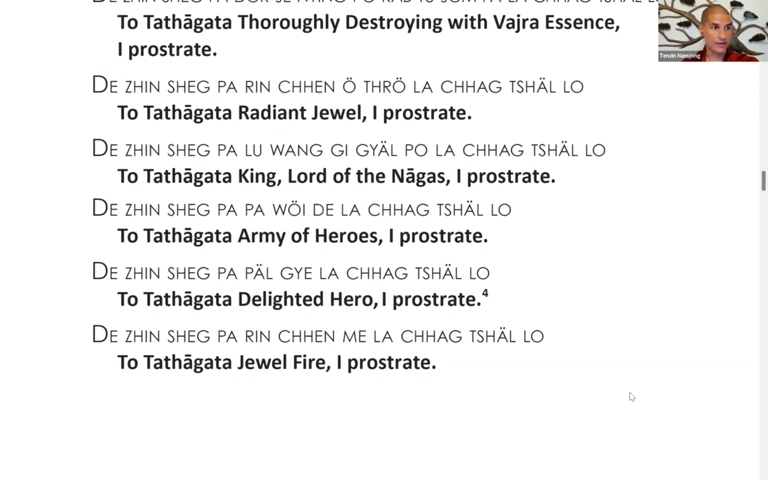 To Tathāgata Thoroughly Destroying with Vajra Essence,
I prostrate.
DE ZHIN SHEG PA RIN CHHEN Ö THRÖ LA CHHAG TSHÄL LO
To Tathāgata Radiant Jewel, I prostrate.
DE ZHIN SHEG PA LU WANG GI GYÄL PO LA CHHAG TSHÄL LO
To Tathāgata King, Lord of the Nāgas, I prostrate.
DE ZHIN SHEG PA PA WÖI DE LA CHHAG TSHÄL LO
To Tathāgata Army of Heroes, I prostrate.
DE ZHIN SHEG PA PÄL GYE LA CHHAG TSHÄL LO
To Tathāgata Delighted Hero, I prostrate.⁴
DE ZHIN SHEG PA RIN CHHEN ME LA CHHAG TSHÄL LO
To Tathāgata Jewel Fire, I prostrate.